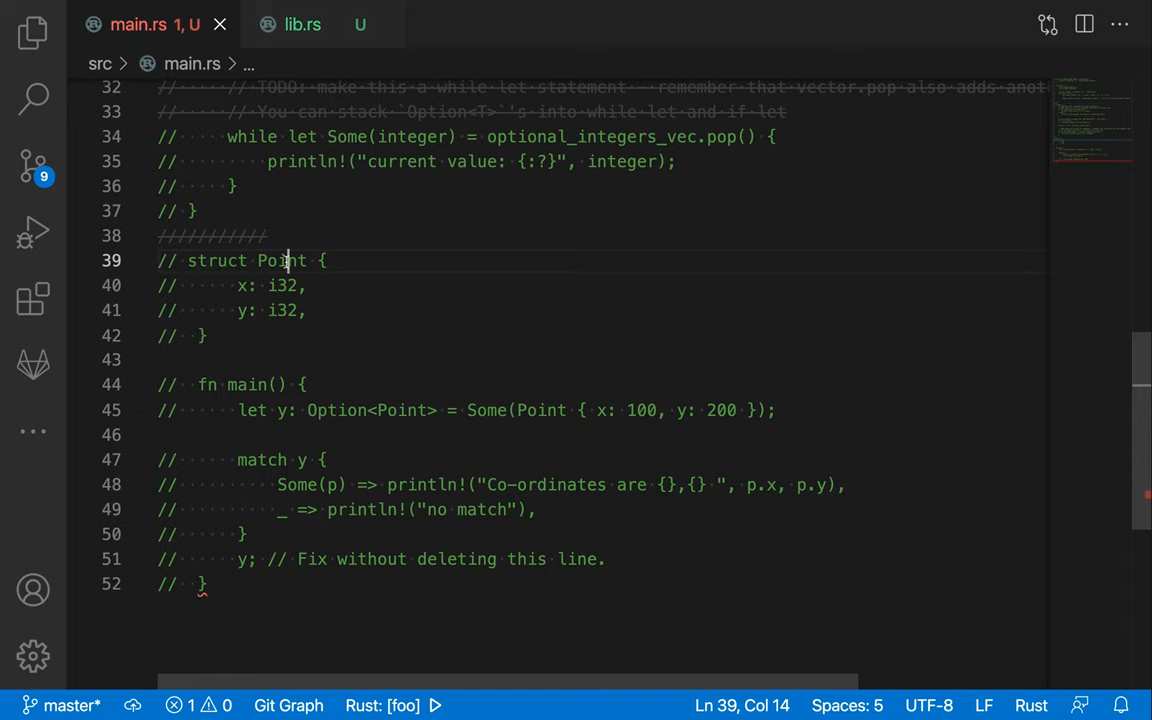 main.rs 1, U × lib.rs U ···
src > main.rs > ...
32 // // TODO: make this a while let statement - remember that vector.pop also adds anot
33 // // You can stack `Option<T>`'s into while let and if let
34 // while let Some(integer) = optional_integers_vec.pop() {
35 // println!("current value: {:?}", integer);
36 // }
37 // }
38 ///////////
39 // struct Point {
40 // x: i32,
41 // y: i32,
42 // }
43
44 // fn main() {
45 // let y: Option<Point> = Some(Point { x: 100, y: 200 });
46
47 // match y {
48 // Some(p) => println!("Co-ordinates are {},{} ", p.x, p.y),
49 // _ => println!("no match"),
50 // }
51 // y; // Fix without deleting this line.
52 // }
9
master* 1 0 Git Graph Rust: [foo] Ln 39, Col 14 Spaces: 5 UTF-8 LF Rust